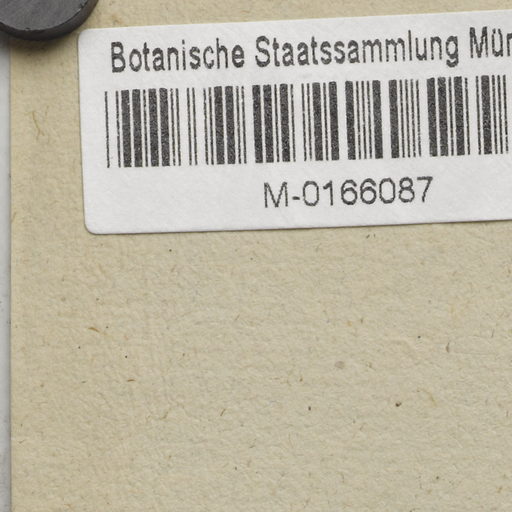 Botanische Staatssammlung Mün
M-0166087